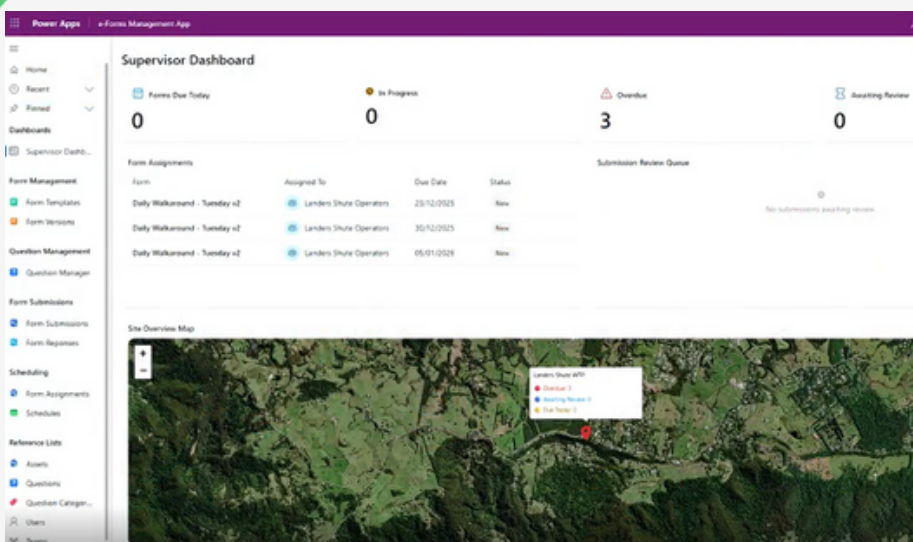 Power Apps e-Forms Management App
Home
Recent
Pinned
Dashboards
Supervisor Dashb...
Form Management
Form Templates
Form Versions
Question Management
Question Manager
Form Submissions
Form Submissions
Form Reponses
Scheduling
Form Assignments
Schedules
Reference Lists
Assets
Questions
Question Categor...
Users
Teams
Supervisor Dashboard
Forms Due Today
0
In Progress
0
Overdue
3
Awaiting Review
0
Form Assignments
Form Assigned To Due Date Status
Daily Walkaround - Tuesday v2 Landers Shute Operators 23/12/2025 New
Daily Walkaround - Tuesday v2 Landers Shute Operators 30/12/2025 New
Daily Walkaround - Tuesday v2 Landers Shute Operators 05/01/2026 New
Submission Review Queue
No submissions awaiting review
Site Overview Map
+
−
Landers Shute WTP
Overdue: 3
Awaiting Review: 0
Due Today: 0